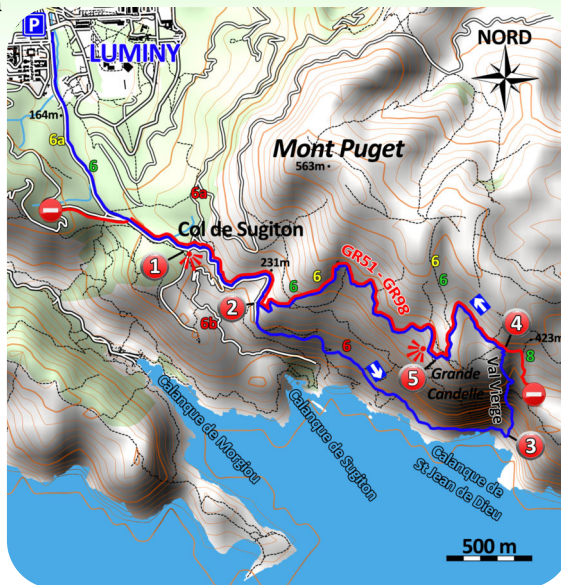 P
LUMINY
NORD
164m
6a
6
Mont Puget
563m
6a
Col de Sugiton
1
231m
GR51 - GR98
6
6
6
6
2
6b
6
4
423m
8
5
Grande
Candelle
Val Vierge
3
Calanque de Morgiou
Calanque de Sugiton
Calanque de
St Jean de Dieu
500 m